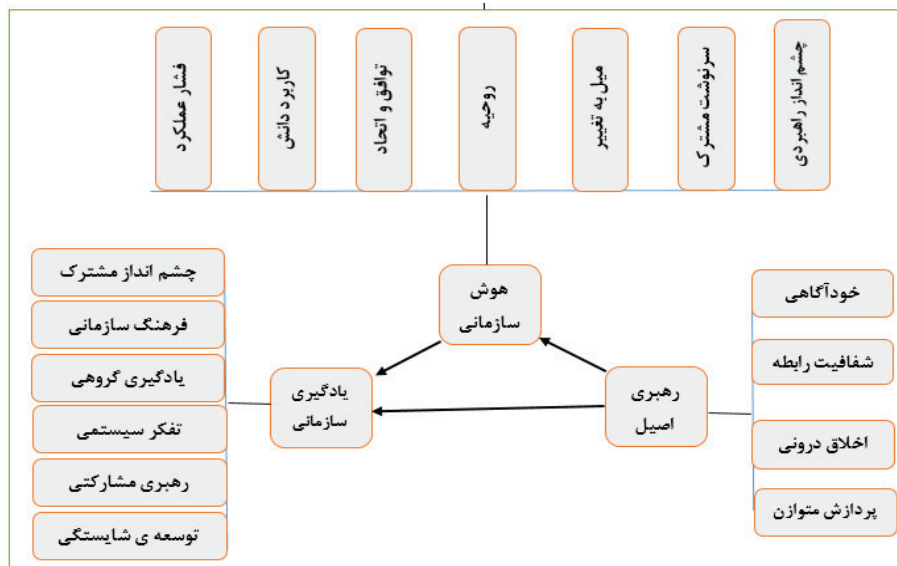 چشم انداز راهبردی
سرنوشت مشترک
میل به تغییر
روحیه
توافق و اتحاد
کاربرد دانش
فشار عملکرد
هوش
سازمانی
خودآگاهی
شفافیت رابطه
اخلاق درونی
پردازش متوازن
رهبری
اصیل
یادگیری
سازمانی
چشم انداز مشترک
فرهنگ سازمانی
یادگیری گروهی
تفکر سیستمی
رهبری مشارکتی
توسعه ی شایستگی